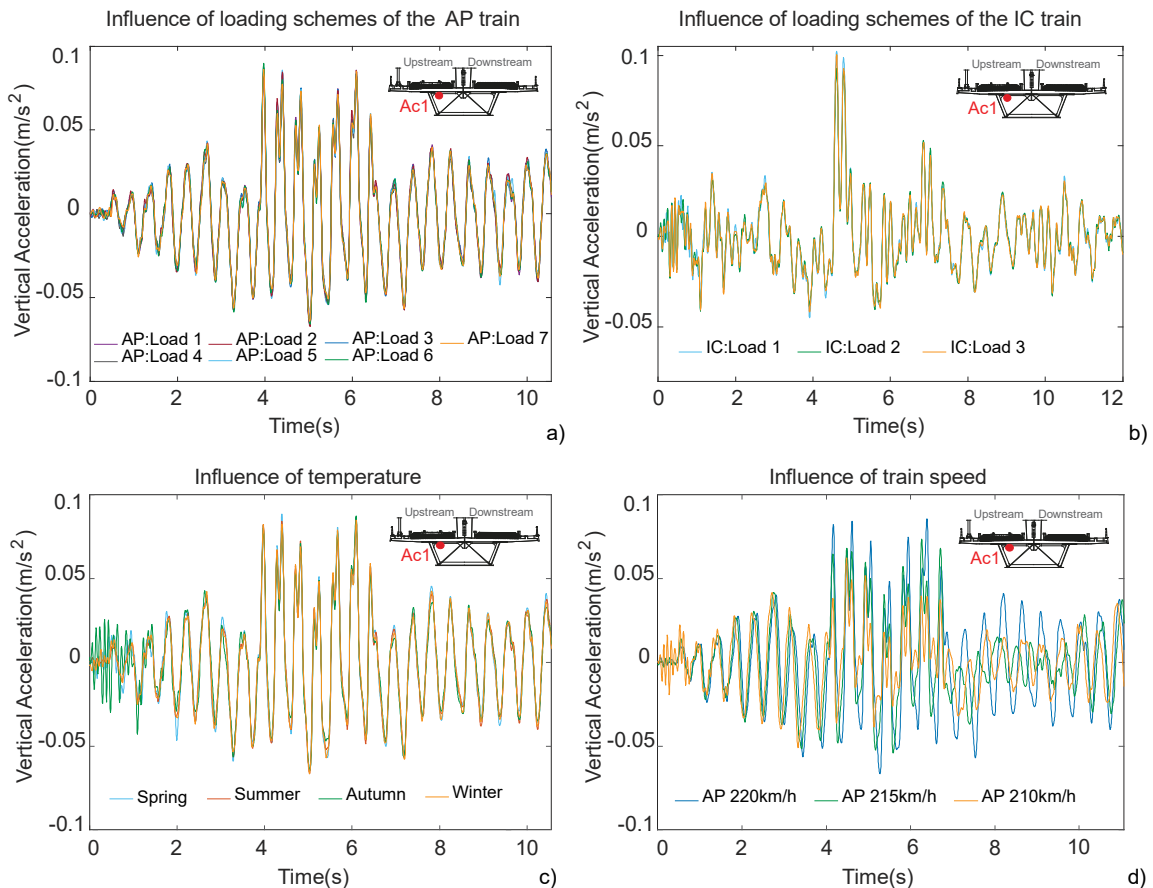 Influence of loading schemes of the AP train
Vertical Acceleration(m/s2)
0.1
0.05
0
-0.05
-0.1
Upstream Downstream
Ac1
AP:Load 1 AP:Load 2 AP:Load 3 AP:Load 7
AP:Load 4 AP:Load 5 AP:Load 6
0 2 4 6 8 10
Time(s)
a)
Influence of loading schemes of the IC train
Vertical Acceleration(m/s2)
0.1
0.05
0
-0.05
Upstream Downstream
Ac1
IC:Load 1 IC:Load 2 IC:Load 3
0 2 4 6 8 10 12
Time(s)
b)
Influence of temperature
Vertical Acceleration(m/s2)
0.1
0.05
0
-0.05
-0.1
Upstream Downstream
Ac1
Spring Summer Autumn Winter
0 2 4 6 8 10
Time(s)
c)
Influence of train speed
Vertical Acceleration(m/s2)
0.1
0.05
0
-0.05
-0.1
Upstream Downstream
Ac1
AP 220km/h AP 215km/h AP 210km/h
0 2 4 6 8 10
Time(s)
d)